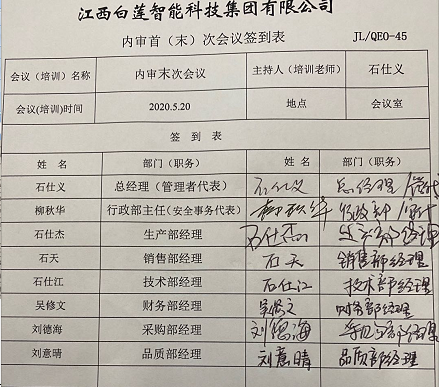 江西白莲智能科技集团有限公司
内审首（末）次会议签到表 JL/QEO-45
会议（培训）名称 内审末次会议 主持人（培训老师） 石仕义
会议(培训)时间 2020.5.20 地点 会议室
签 到 表
姓 名 部门（职务） 姓 名 部门（职务）
石仕义 总经理（管理者代表） 石仕义 总经理
柳秋华 行政部主任(安全事务代表) 柳秋华 行政部
石仕杰 生产部经理 石仕杰 生产部经理
石天 销售部经理 石天 销售部经理
石仕江 技术部经理 石仕江 技术部经理
吴修文 财务部经理 吴修文 财务部经理
刘德海 采购部经理 刘德海
刘意晴 品质部经理 刘意晴 品质部经理